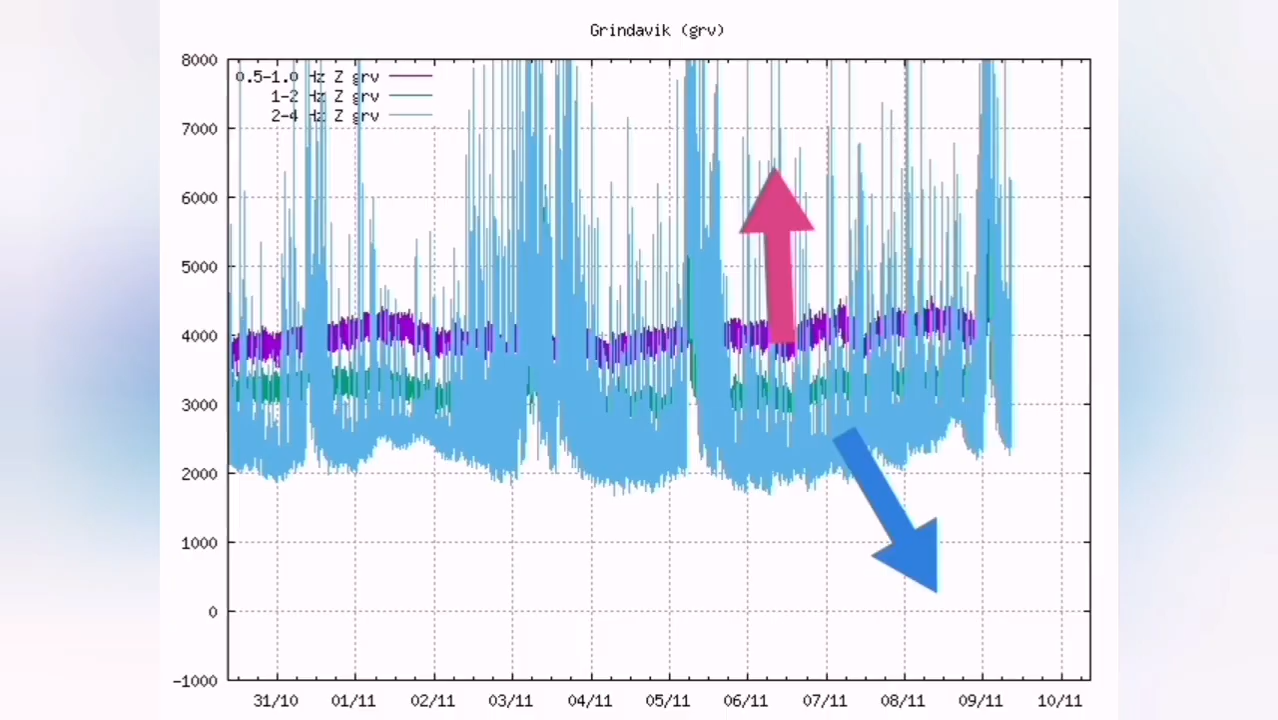 Grindavik (grv)
8000
7000
6000
5000
4000
3000
2000
1000
0
-1000
0.5-1.0 Hz Z grv
1-2 Hz Z grv
2-4 Hz Z grv
31/10 01/11 02/11 03/11 04/11 05/11 06/11 07/11 08/11 09/11 10/11